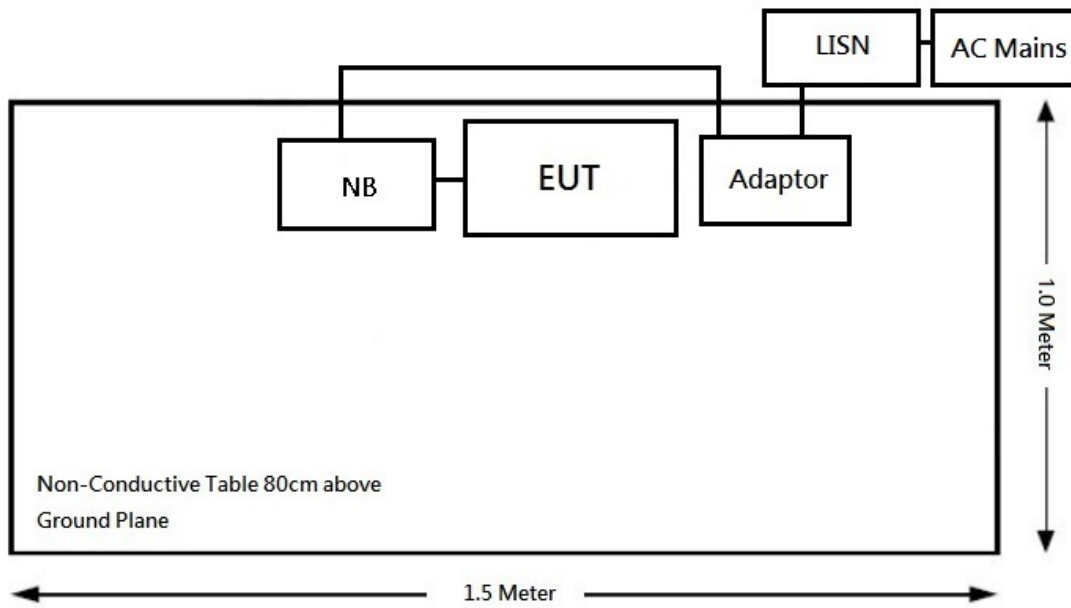 LISN
AC Mains
NB
EUT
Adaptor
1.0 Meter
Non-Conductive Table 80cm above
Ground Plane
1.5 Meter